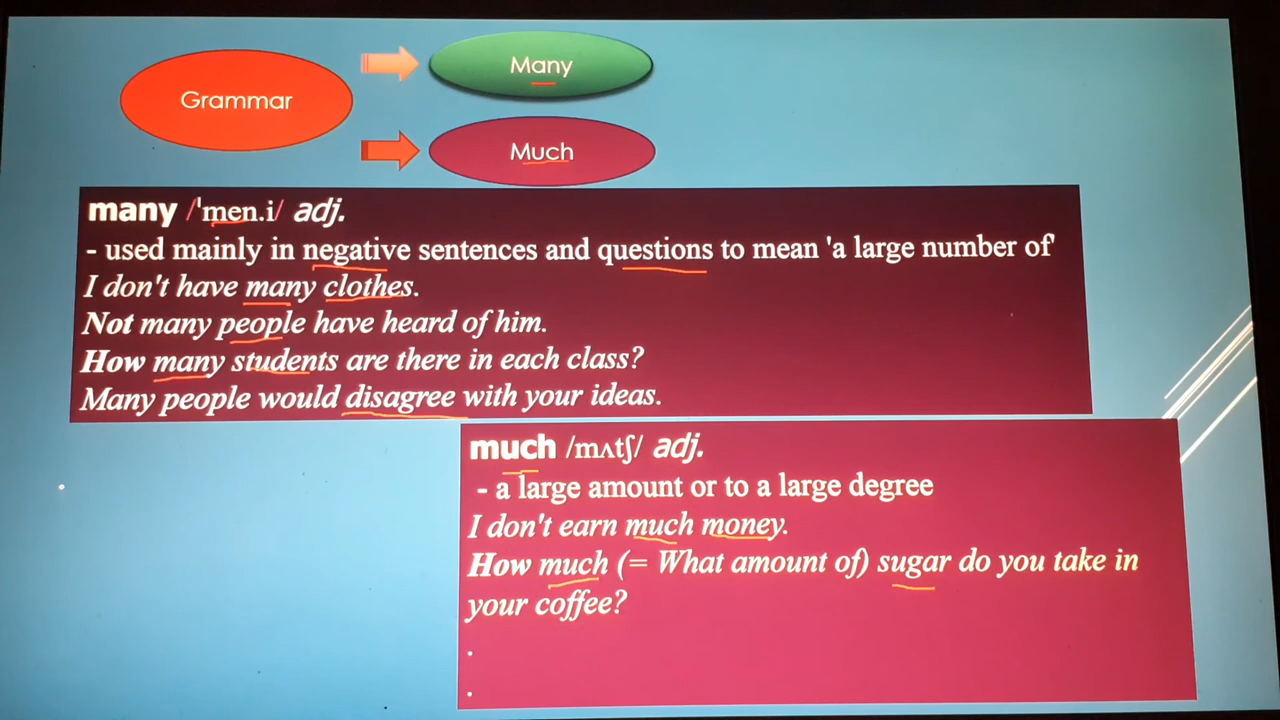 Grammar
Many
Much
many /'men.i/ adj.
- used mainly in negative sentences and questions to mean 'a large number of'
I don't have many clothes.
Not many people have heard of him.
How many students are there in each class?
Many people would disagree with your ideas.
much /mʌtʃ/ adj.
- a large amount or to a large degree
I don't earn much money.
How much (= What amount of) sugar do you take in
your coffee?
.
.